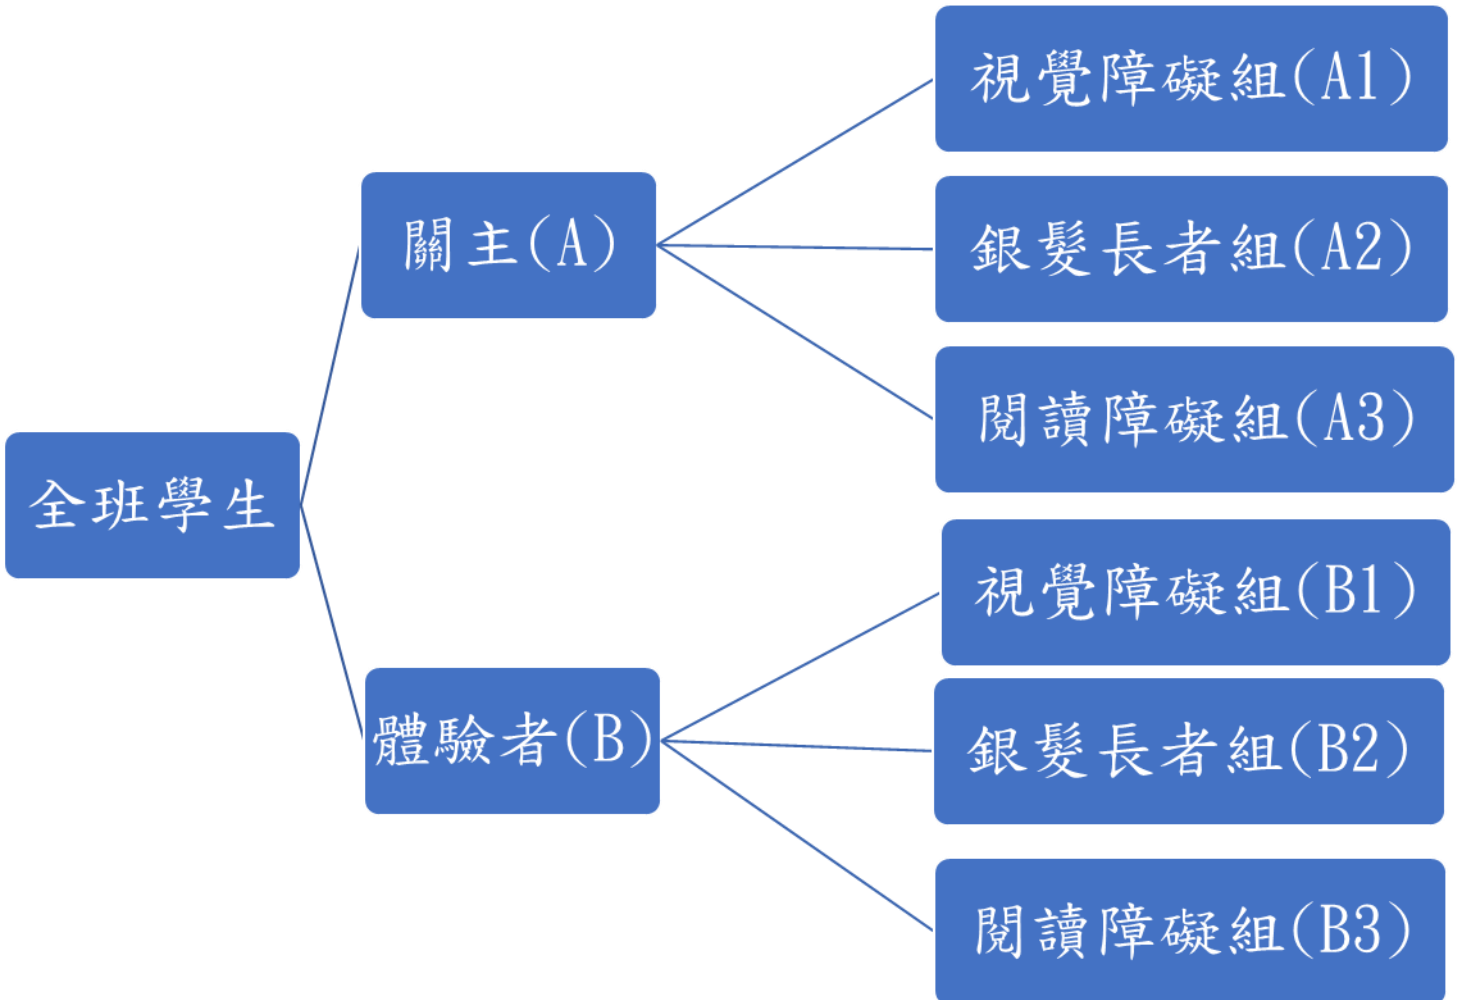 全班學生
關主(A)
視覺障礙組(A1)
銀髮長者組(A2)
閱讀障礙組(A3)
體驗者(B)
視覺障礙組(B1)
銀髮長者組(B2)
閱讀障礙組(B3)